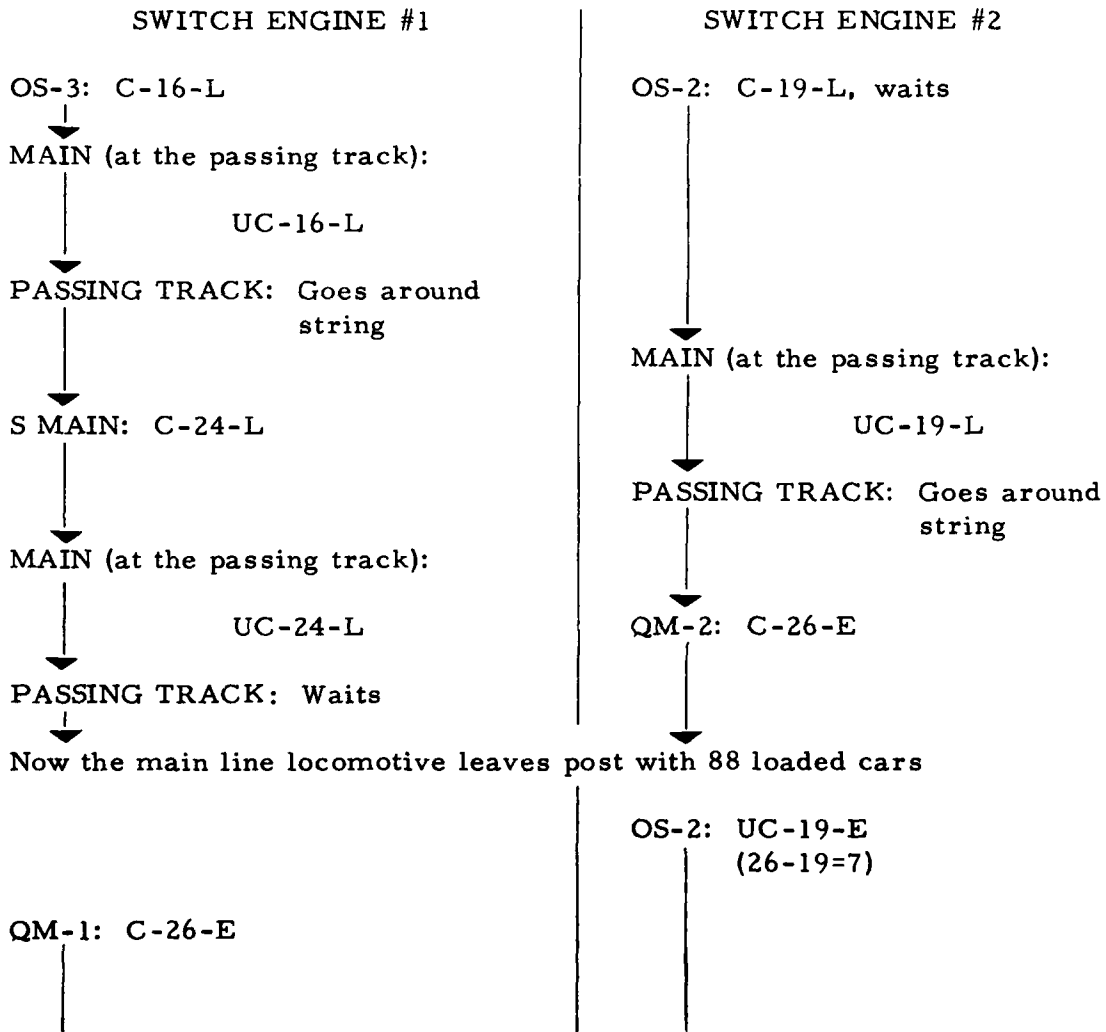 SWITCH ENGINE #1
OS-3: C-16-L
MAIN (at the passing track):
UC-16-L
PASSING TRACK: Goes around
string
S MAIN: C-24-L
MAIN (at the passing track):
UC-24-L
PASSING TRACK: Waits
SWITCH ENGINE #2
OS-2: C-19-L, waits
MAIN (at the passing track):
UC-19-L
PASSING TRACK: Goes around
string
QM-2: C-26-E
Now the main line locomotive leaves post with 88 loaded cars
QM-1: C-26-E
OS-2: UC-19-E
(26-19=7)